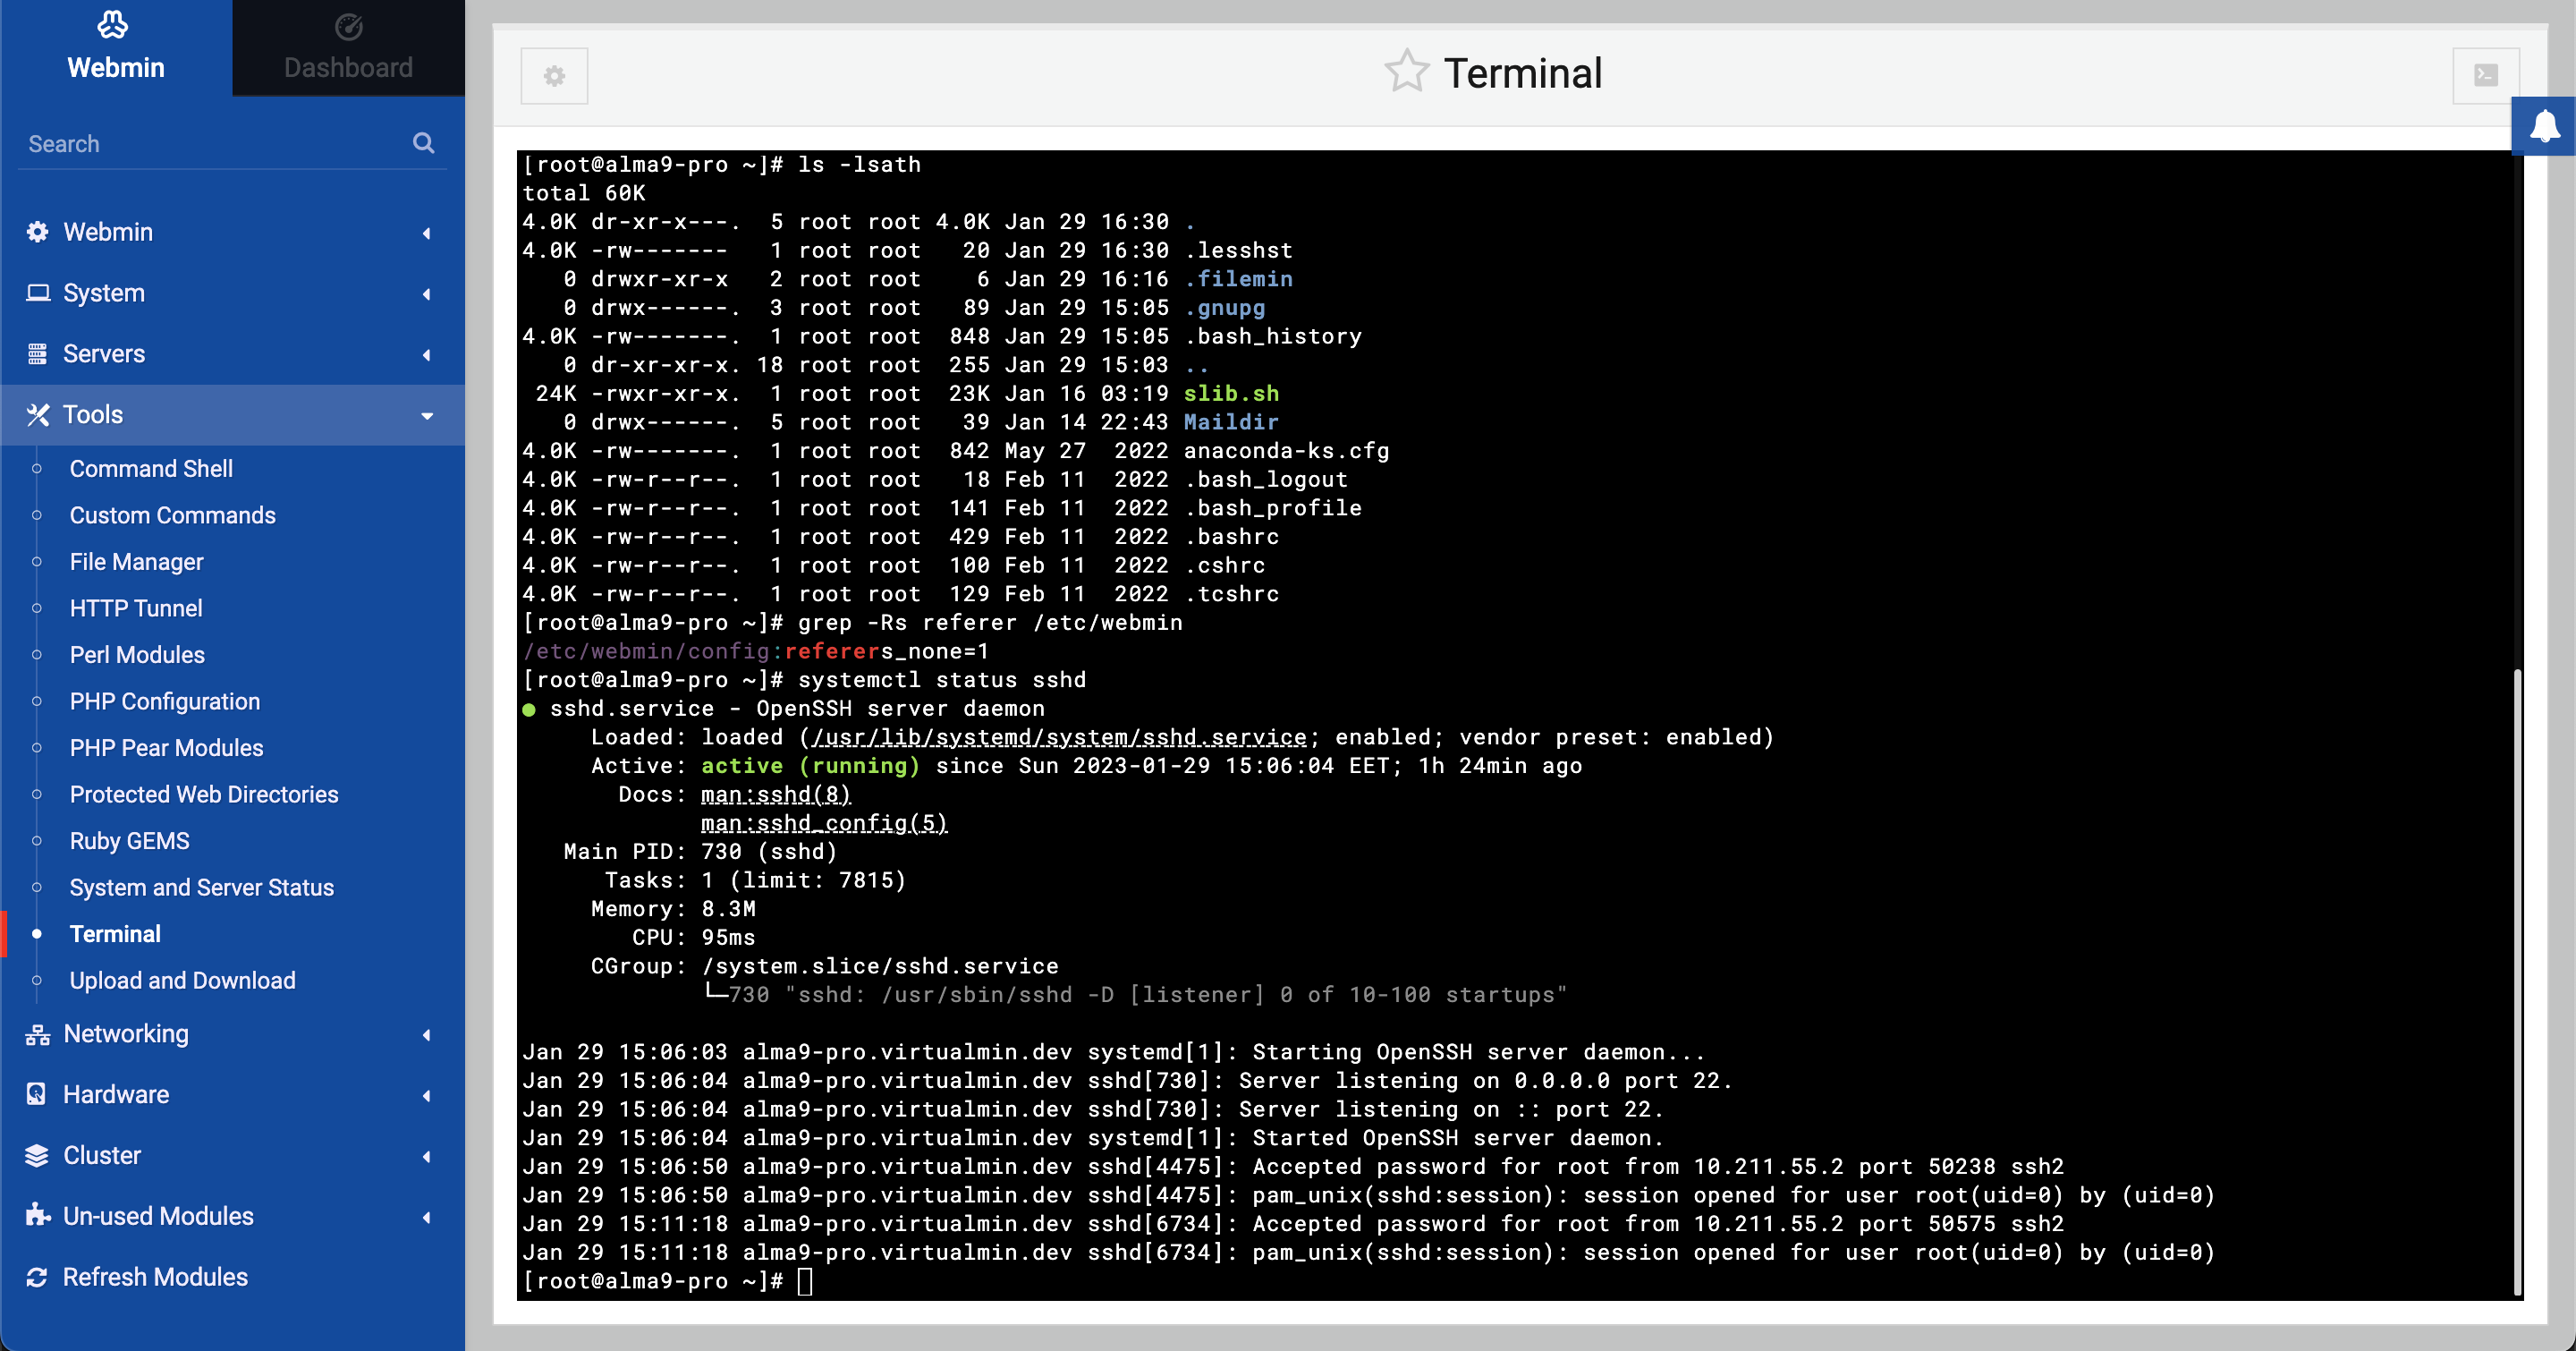 Webmin
Dashboard
Search
Webmin
System
Servers
Tools
Command Shell
Custom Commands
File Manager
HTTP Tunnel
Perl Modules
PHP Configuration
PHP Pear Modules
Protected Web Directories
Ruby GEMS
System and Server Status
Terminal
Upload and Download
Networking
Hardware
Cluster
Un-used Modules
Refresh Modules
Terminal
[root@alma9-pro ~]# ls -lsath
total 60K
4.0K dr-xr-x---.  5 root root 4.0K Jan 29 16:30 .
4.0K -rw-------   1 root root   20 Jan 29 16:30 .lesshst
   0 drwxr-xr-x   2 root root    6 Jan 29 16:16 .filemin
   0 drwx------.  3 root root   89 Jan 29 15:05 .gnupg
4.0K -rw-------.  1 root root  848 Jan 29 15:05 .bash_history
   0 dr-xr-xr-x. 18 root root  255 Jan 29 15:03 ..
 24K -rwxr-xr-x.  1 root root  23K Jan 16 03:19 slib.sh
   0 drwx------.  5 root root   39 Jan 14 22:43 Maildir
4.0K -rw-------.  1 root root  842 May 27  2022 anaconda-ks.cfg
4.0K -rw-r--r--.  1 root root   18 Feb 11  2022 .bash_logout
4.0K -rw-r--r--.  1 root root  141 Feb 11  2022 .bash_profile
4.0K -rw-r--r--.  1 root root  429 Feb 11  2022 .bashrc
4.0K -rw-r--r--.  1 root root  100 Feb 11  2022 .cshrc
4.0K -rw-r--r--.  1 root root  129 Feb 11  2022 .tcshrc
[root@alma9-pro ~]# grep -Rs referer /etc/webmin
/etc/webmin/config:referers_none=1
[root@alma9-pro ~]# systemctl status sshd
● sshd.service - OpenSSH server daemon
     Loaded: loaded (/usr/lib/systemd/system/sshd.service; enabled; vendor preset: enabled)
     Active: active (running) since Sun 2023-01-29 15:06:04 EET; 1h 24min ago
       Docs: man:sshd(8)
             man:sshd_config(5)
   Main PID: 730 (sshd)
      Tasks: 1 (limit: 7815)
     Memory: 8.3M
        CPU: 95ms
     CGroup: /system.slice/sshd.service
             └─730 "sshd: /usr/sbin/sshd -D [listener] 0 of 10-100 startups"
Jan 29 15:06:03 alma9-pro.virtualmin.dev systemd[1]: Starting OpenSSH server daemon...
Jan 29 15:06:04 alma9-pro.virtualmin.dev sshd[730]: Server listening on 0.0.0.0 port 22.
Jan 29 15:06:04 alma9-pro.virtualmin.dev sshd[730]: Server listening on :: port 22.
Jan 29 15:06:04 alma9-pro.virtualmin.dev systemd[1]: Started OpenSSH server daemon.
Jan 29 15:06:50 alma9-pro.virtualmin.dev sshd[4475]: Accepted password for root from 10.211.55.2 port 50238 ssh2
Jan 29 15:06:50 alma9-pro.virtualmin.dev sshd[4475]: pam_unix(sshd:session): session opened for user root(uid=0) by (uid=0)
Jan 29 15:11:18 alma9-pro.virtualmin.dev sshd[6734]: Accepted password for root from 10.211.55.2 port 50575 ssh2
Jan 29 15:11:18 alma9-pro.virtualmin.dev sshd[6734]: pam_unix(sshd:session): session opened for user root(uid=0) by (uid=0)
[root@alma9-pro ~]#